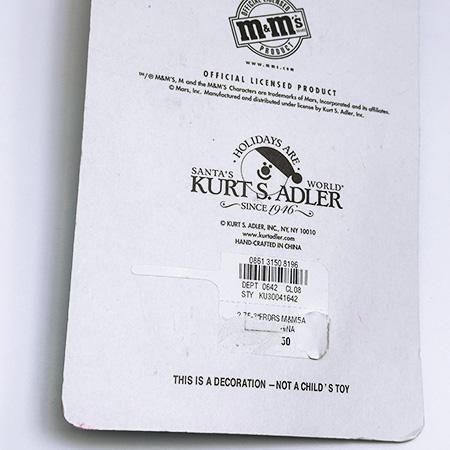 OFFICIAL LICENSED
m&m's
PRODUCT
www.mms.com
OFFICIAL LICENSED PRODUCT
™/® M&M'S, M and the M&M'S Characters are trademarks of Mars, Incorporated and its affiliates.
© Mars, Inc. Manufactured and distributed under license by Kurt S. Adler, Inc.
• HOLIDAYS ARE •
SANTA'S WORLD®
KURT S. ADLER
SINCE 1946
© KURT S. ADLER, INC., NY, NY 10010
www.kurtadler.com
HAND-CRAFTED IN CHINA
0861 3150 8196
DEPT 0642 CL08
STY KU30041642
M&MSA
NA
50
THIS IS A DECORATION – NOT A CHILD'S TOY